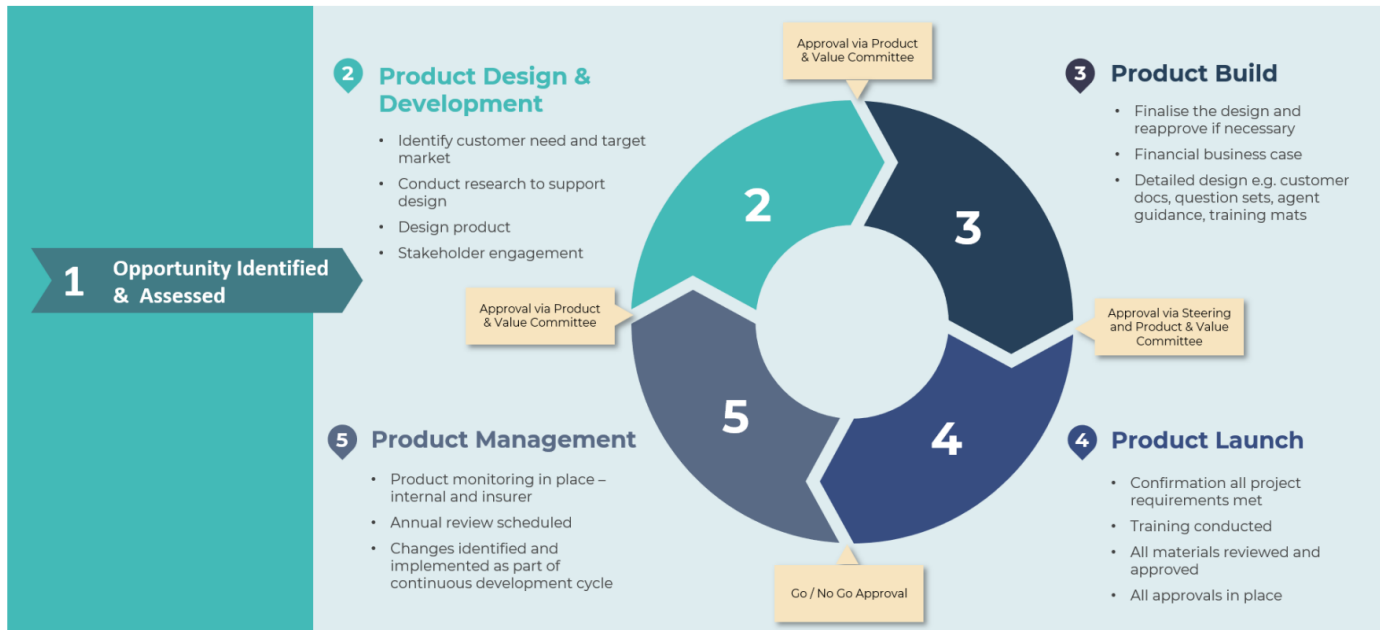 1
Opportunity Identified
& Assessed
2
Product Design &
Development
• Identify customer need and target
market
• Conduct research to support
design
• Design product
• Stakeholder engagement
Approval via Product
& Value Committee
3
Product Build
• Finalise the design and
reapprove if necessary
• Financial business case
• Detailed design e.g. customer
docs, question sets, agent
guidance, training mats
2
3
Approval via Product
& Value Committee
Approval via Steering
and Product & Value
Committee
5
4
5
Product Management
• Product monitoring in place –
internal and insurer
• Annual review scheduled
• Changes identified and
implemented as part of
continuous development cycle
Go / No Go Approval
4
Product Launch
• Confirmation all project
requirements met
• Training conducted
• All materials reviewed and
approved
• All approvals in place